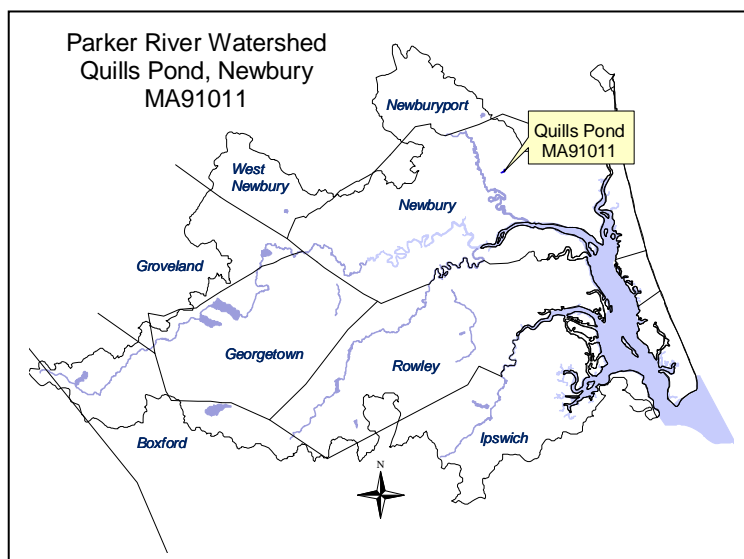 Parker River Watershed
Quills Pond, Newbury
MA91011
Newburyport
Quills Pond
MA91011
West
Newbury
Newbury
Groveland
Georgetown
Rowley
Boxford
Ipswich
N